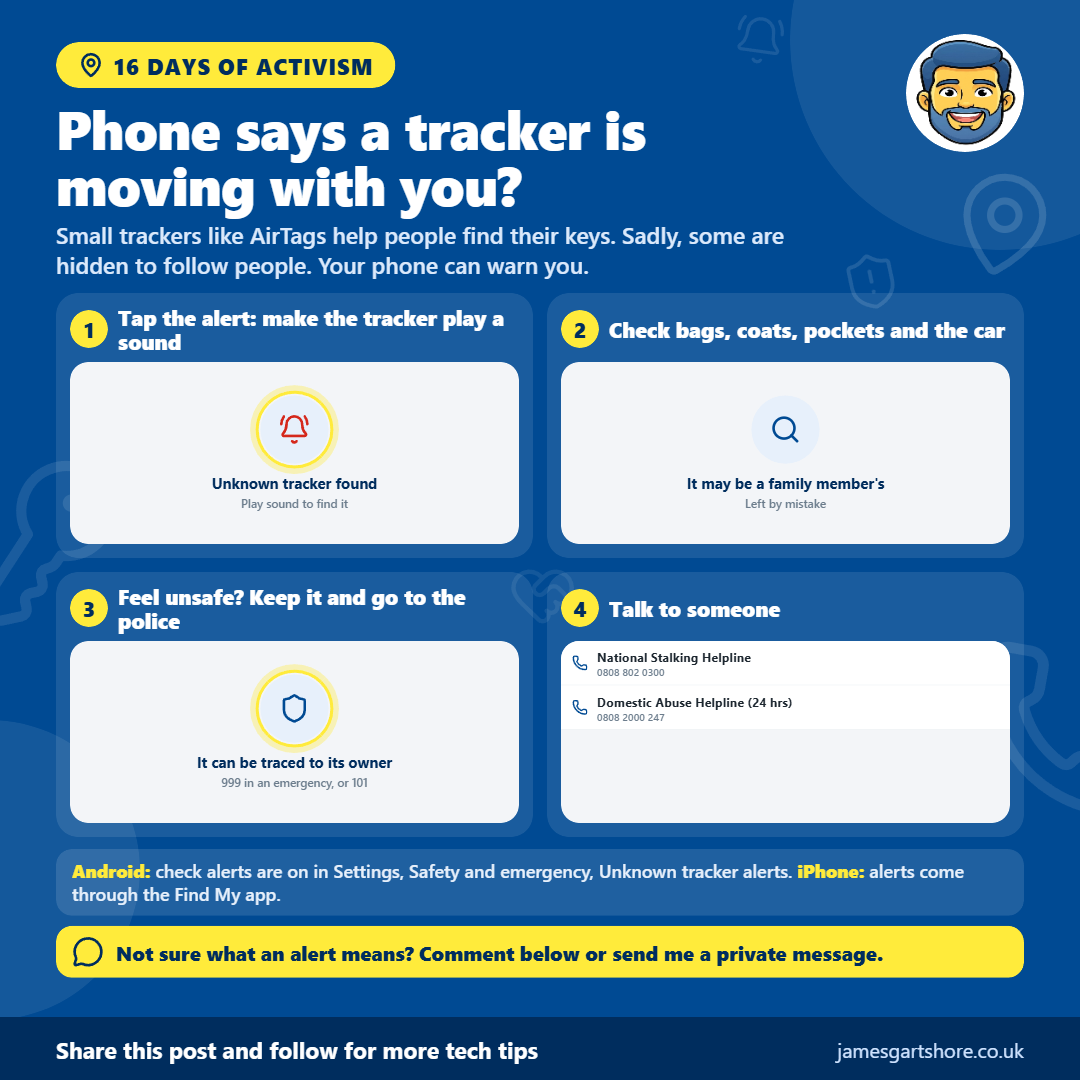 16 DAYS OF ACTIVISM
Phone says a tracker is
moving with you?
Small trackers like AirTags help people find their keys. Sadly, some are
hidden to follow people. Your phone can warn you.
1
Tap the alert: make the tracker play a
sound
Unknown tracker found
Play sound to find it
2
Check bags, coats, pockets and the car
It may be a family member's
Left by mistake
3
Feel unsafe? Keep it and go to the
police
It can be traced to its owner
999 in an emergency, or 101
4
Talk to someone
National Stalking Helpline
0808 802 0300
Domestic Abuse Helpline (24 hrs)
0808 2000 247
Android: check alerts are on in Settings, Safety and emergency, Unknown tracker alerts. iPhone: alerts come
through the Find My app.
Not sure what an alert means? Comment below or send me a private message.
Share this post and follow for more tech tips
jamesgartshore.co.uk